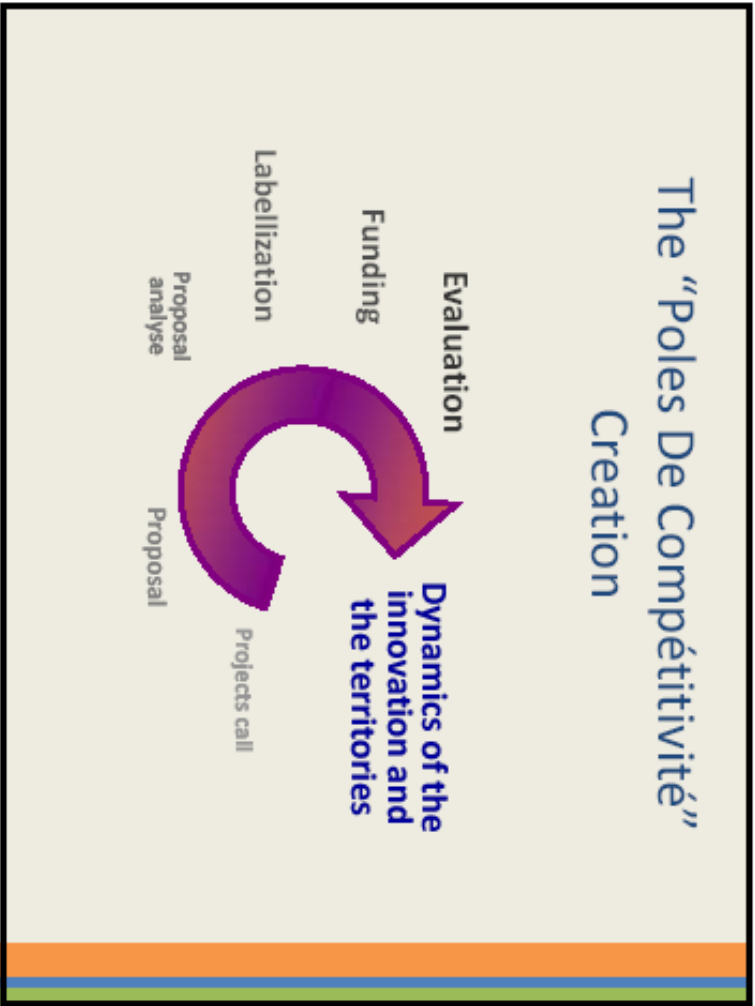 The “Poles De Compétitivité”
Creation
Evaluation
Dynamics of the
innovation and
the territories
Funding
Labellization
Projects call
Proposal
analyse
Proposal